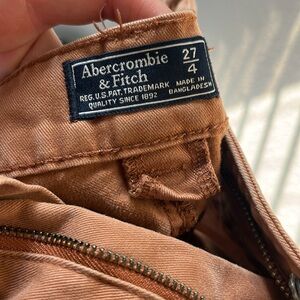 Abercrombie
& Fitch
REG. U.S. PAT. TRADEMARK
QUALITY SINCE 1892
27
4
MADE IN
BANGLADESH